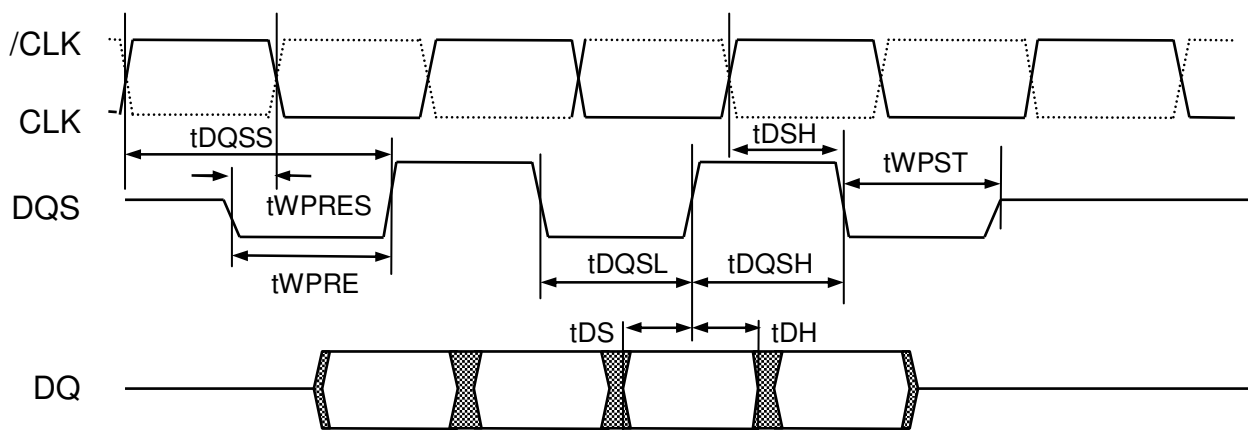 /CLK
CLK
tDQSS
tDSH
tWPST
DQS
tWPRES
tWPRE
tDQSL
tDQSH
tDS
tDH
DQ